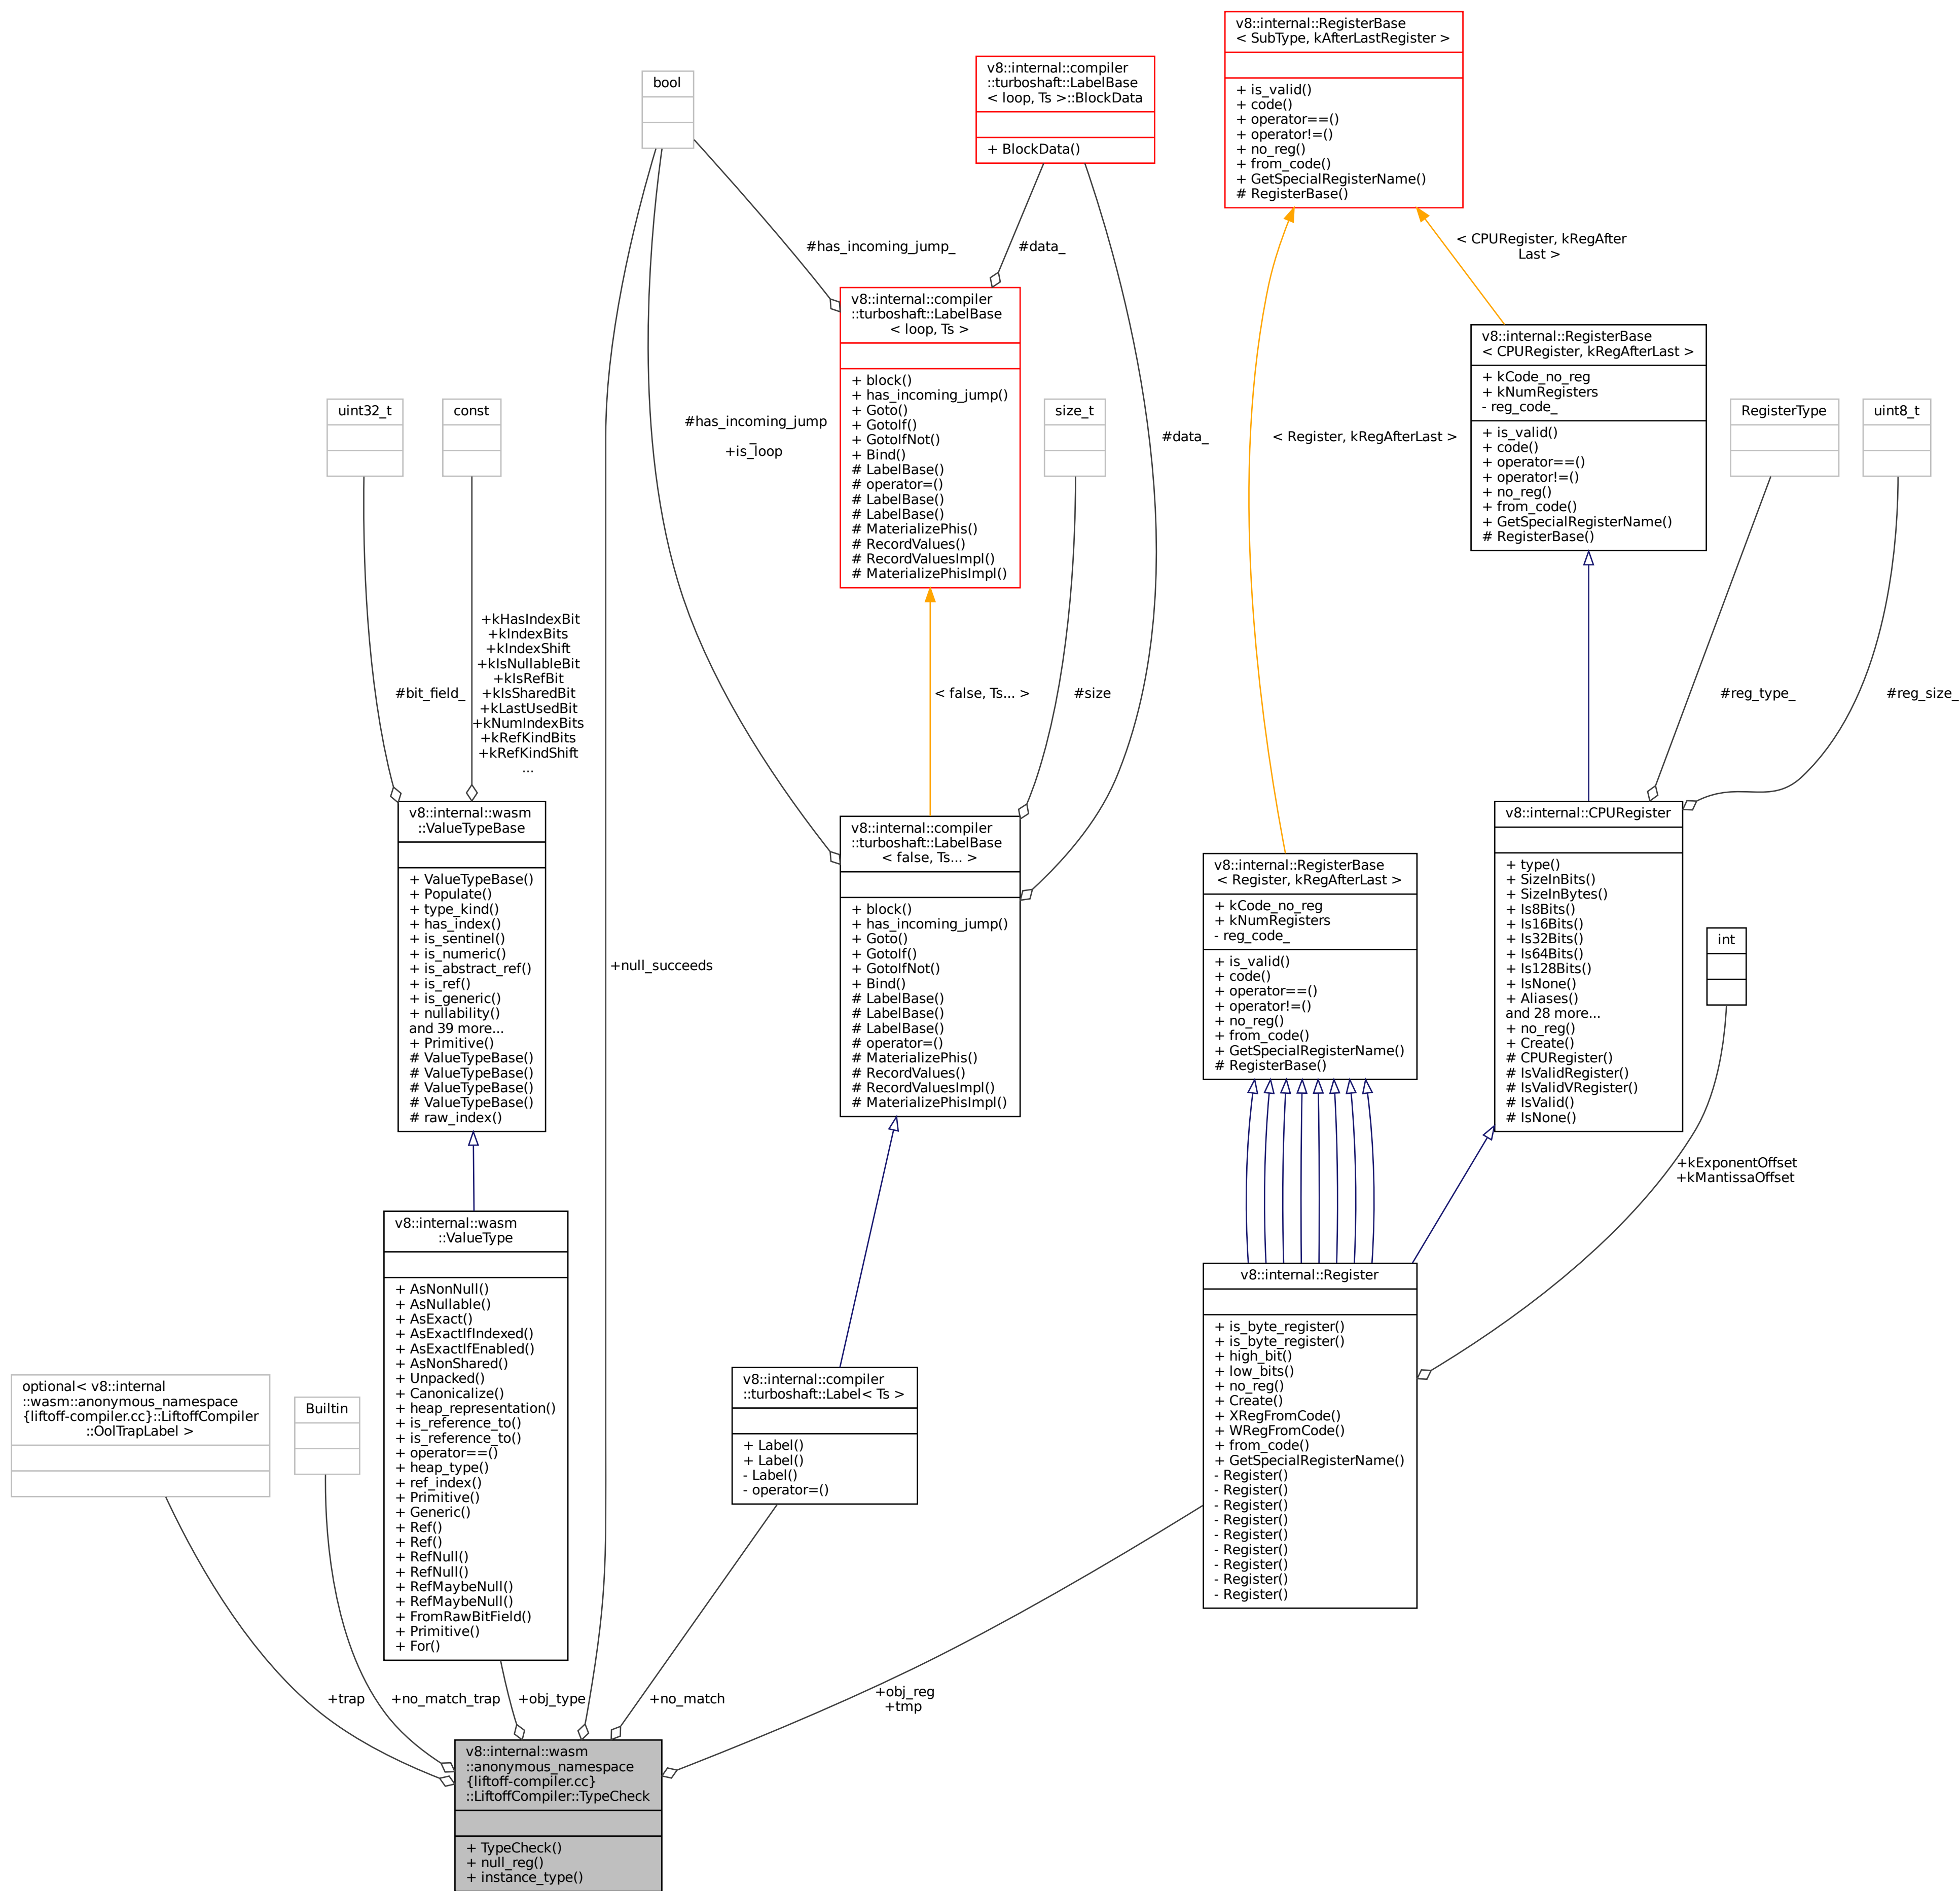 v8::internal::RegisterBase
< SubType, kAfterLastRegister >
+ is_valid()
+ code()
+ operator==()
+ operator!=()
+ no_reg()
+ from_code()
+ GetSpecialRegisterName()
# RegisterBase()
v8::internal::compiler
::turboshaft::LabelBase
< loop, Ts >::BlockData
+ BlockData()
bool
#has_incoming_jump_
#data_
< CPURegister, kRegAfter
Last >
v8::internal::compiler
::turboshaft::LabelBase
< loop, Ts >
+ block()
+ has_incoming_jump()
+ Goto()
+ GotoIf()
+ GotoIfNot()
+ Bind()
# LabelBase()
# operator=()
# LabelBase()
# LabelBase()
# MaterializePhis()
# RecordValues()
# RecordValuesImpl()
# MaterializePhisImpl()
v8::internal::RegisterBase
< CPURegister, kRegAfterLast >
+ kCode_no_reg
+ kNumRegisters
- reg_code_
+ is_valid()
+ code()
+ operator==()
+ operator!=()
+ no_reg()
+ from_code()
+ GetSpecialRegisterName()
# RegisterBase()
uint32_t
const
size_t
RegisterType
uint8_t
#has_incoming_jump
_
+is_loop
#data_
< Register, kRegAfterLast >
+kHasIndexBit
+kIndexBits
+kIndexShift
+kIsNullableBit
+kIsRefBit
+kIsSharedBit
+kLastUsedBit
+kNumIndexBits
+kRefKindBits
+kRefKindShift
...
#bit_field_
< false, Ts... >
#size
#reg_type_
#reg_size_
v8::internal::wasm
::ValueTypeBase
+ ValueTypeBase()
+ Populate()
+ type_kind()
+ has_index()
+ is_sentinel()
+ is_numeric()
+ is_abstract_ref()
+ is_ref()
+ is_generic()
+ nullability()
and 39 more...
+ Primitive()
# ValueTypeBase()
# ValueTypeBase()
# ValueTypeBase()
# ValueTypeBase()
# raw_index()
+null_succeeds
v8::internal::compiler
::turboshaft::LabelBase
< false, Ts... >
+ block()
+ has_incoming_jump()
+ Goto()
+ GotoIf()
+ GotoIfNot()
+ Bind()
# LabelBase()
# LabelBase()
# LabelBase()
# operator=()
# MaterializePhis()
# RecordValues()
# RecordValuesImpl()
# MaterializePhisImpl()
v8::internal::RegisterBase
< Register, kRegAfterLast >
+ kCode_no_reg
+ kNumRegisters
- reg_code_
+ is_valid()
+ code()
+ operator==()
+ operator!=()
+ no_reg()
+ from_code()
+ GetSpecialRegisterName()
# RegisterBase()
v8::internal::CPURegister
+ type()
+ SizeInBits()
+ SizeInBytes()
+ Is8Bits()
+ Is16Bits()
+ Is32Bits()
+ Is64Bits()
+ Is128Bits()
+ IsNone()
+ Aliases()
and 28 more...
+ no_reg()
+ Create()
# CPURegister()
# IsValidRegister()
# IsValidVRegister()
# IsValid()
# IsNone()
int
+kExponentOffset
+kMantissaOffset
v8::internal::wasm
::ValueType
+ AsNonNull()
+ AsNullable()
+ AsExact()
+ AsExactIfIndexed()
+ AsExactIfEnabled()
+ AsNonShared()
+ Unpacked()
+ Canonicalize()
+ heap_representation()
+ is_reference_to()
+ is_reference_to()
+ operator==()
+ heap_type()
+ ref_index()
+ Primitive()
+ Generic()
+ Ref()
+ Ref()
+ RefNull()
+ RefNull()
+ RefMaybeNull()
+ RefMaybeNull()
+ FromRawBitField()
+ Primitive()
+ For()
v8::internal::Register
+ is_byte_register()
+ is_byte_register()
+ high_bit()
+ low_bits()
+ no_reg()
+ Create()
+ XRegFromCode()
+ WRegFromCode()
+ from_code()
+ GetSpecialRegisterName()
- Register()
- Register()
- Register()
- Register()
- Register()
- Register()
- Register()
- Register()
- Register()
optional< v8::internal
::wasm::anonymous_namespace
{liftoff-compiler.cc}::LiftoffCompiler
::OolTrapLabel >
Builtin
v8::internal::compiler
::turboshaft::Label< Ts >
+ Label()
+ Label()
- Label()
- operator=()
+trap
+no_match_trap
+obj_type
+no_match
+obj_reg
+tmp
v8::internal::wasm
::anonymous_namespace
{liftoff-compiler.cc}
::LiftoffCompiler::TypeCheck
+ TypeCheck()
+ null_reg()
+ instance_type()